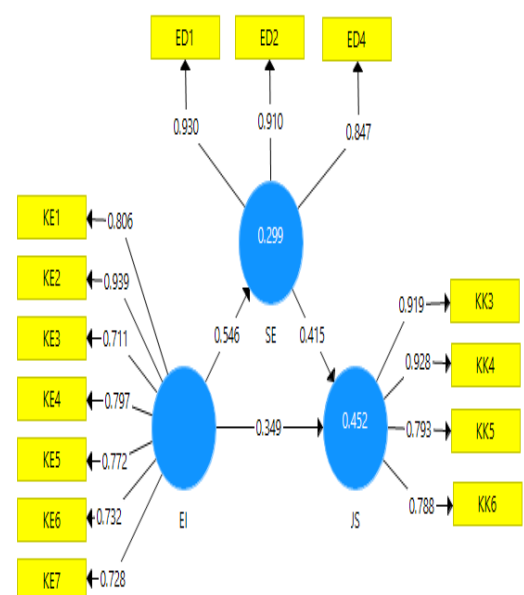 ED1 ED2 ED4
0.930 0.910 0.847
KE1 0.806
KE2 0.939
KE3 0.711
KE4 0.797
KE5 0.772
KE6 0.732
KE7 0.728
0.299
SE
0.546 0.415
0.349
EI
0.452
JS
0.919 KK3
0.928 KK4
0.793 KK5
0.788 KK6